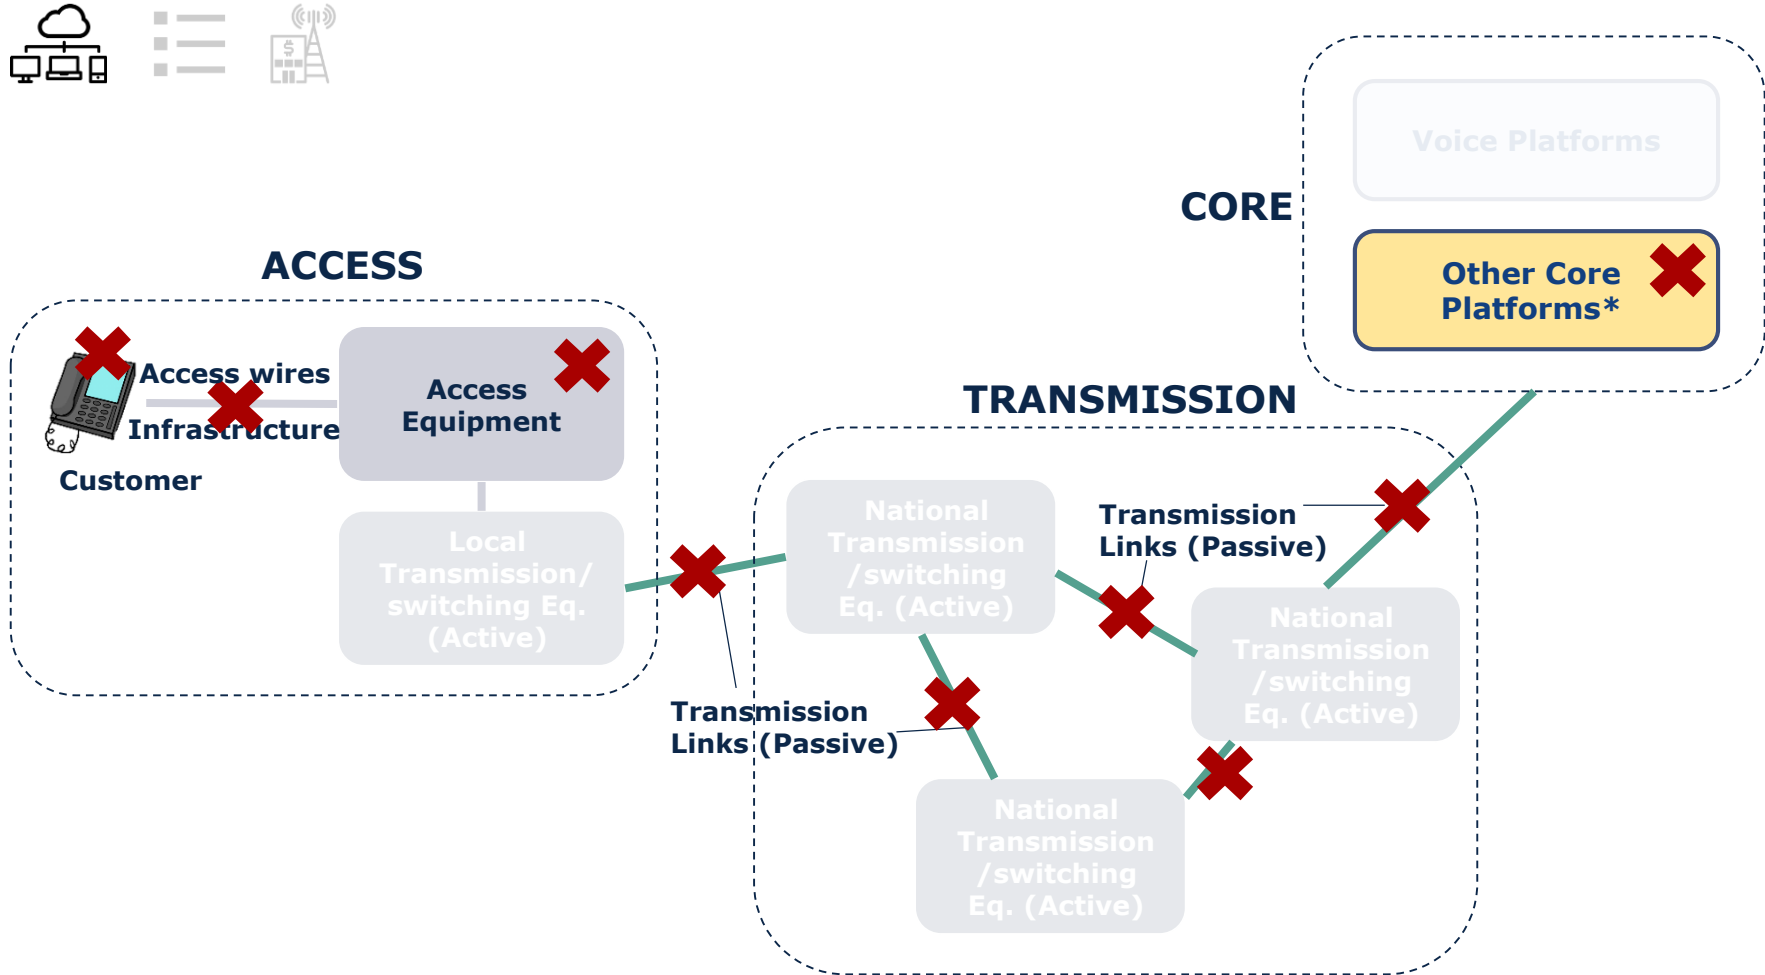 $
Voice Platforms
CORE
Other Core
Platforms*
ACCESS
Access wires
Infrastructure
Customer
Access
Equipment
Local
Transmission/
switching Eq.
(Active)
TRANSMISSION
National
Transmission
/switching
Eq. (Active)
Transmission
Links (Passive)
National
Transmission
/switching
Eq. (Active)
Transmission
Links (Passive)
National
Transmission
/switching
Eq. (Active)